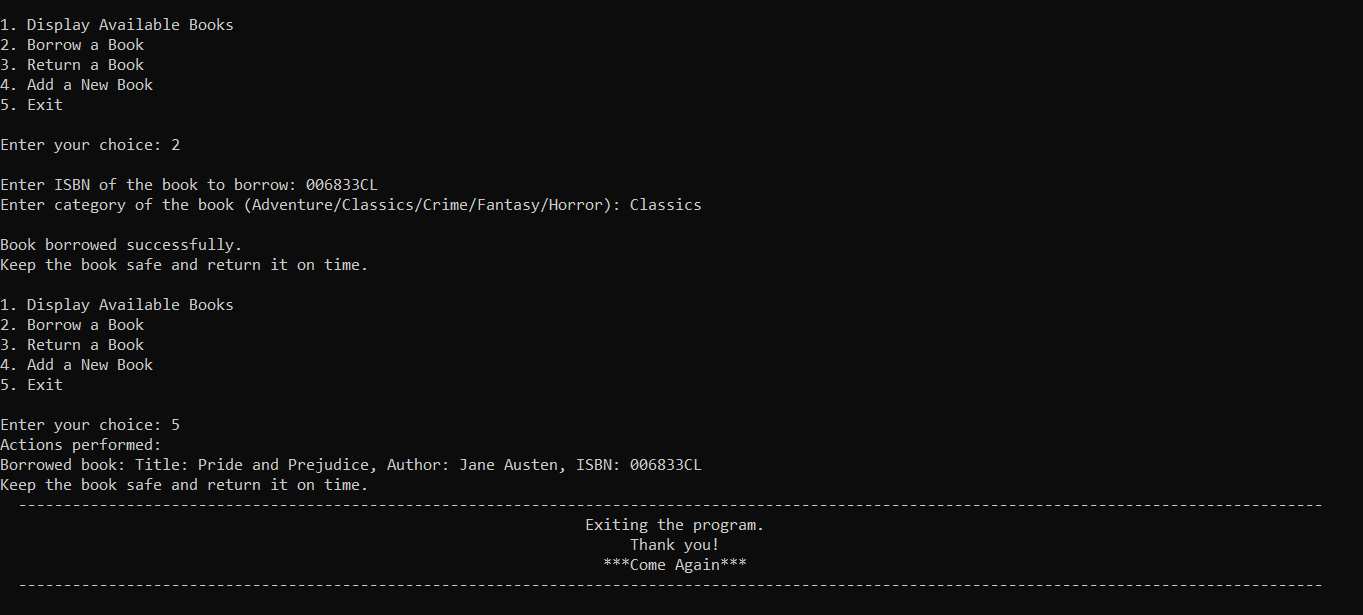 1. Display Available Books
2. Borrow a Book
3. Return a Book
4. Add a New Book
5. Exit
Enter your choice: 2
Enter ISBN of the book to borrow: 006833CL
Enter category of the book (Adventure/Classics/Crime/Fantasy/Horror): Classics
Book borrowed successfully.
Keep the book safe and return it on time.
1. Display Available Books
2. Borrow a Book
3. Return a Book
4. Add a New Book
5. Exit
Enter your choice: 5
Actions performed:
Borrowed book: Title: Pride and Prejudice, Author: Jane Austen, ISBN: 006833CL
Keep the book safe and return it on time.
-------------------------------------------------------------------------------------------------------------------------------------------------
Exiting the program.
Thank you!
***Come Again***
-------------------------------------------------------------------------------------------------------------------------------------------------